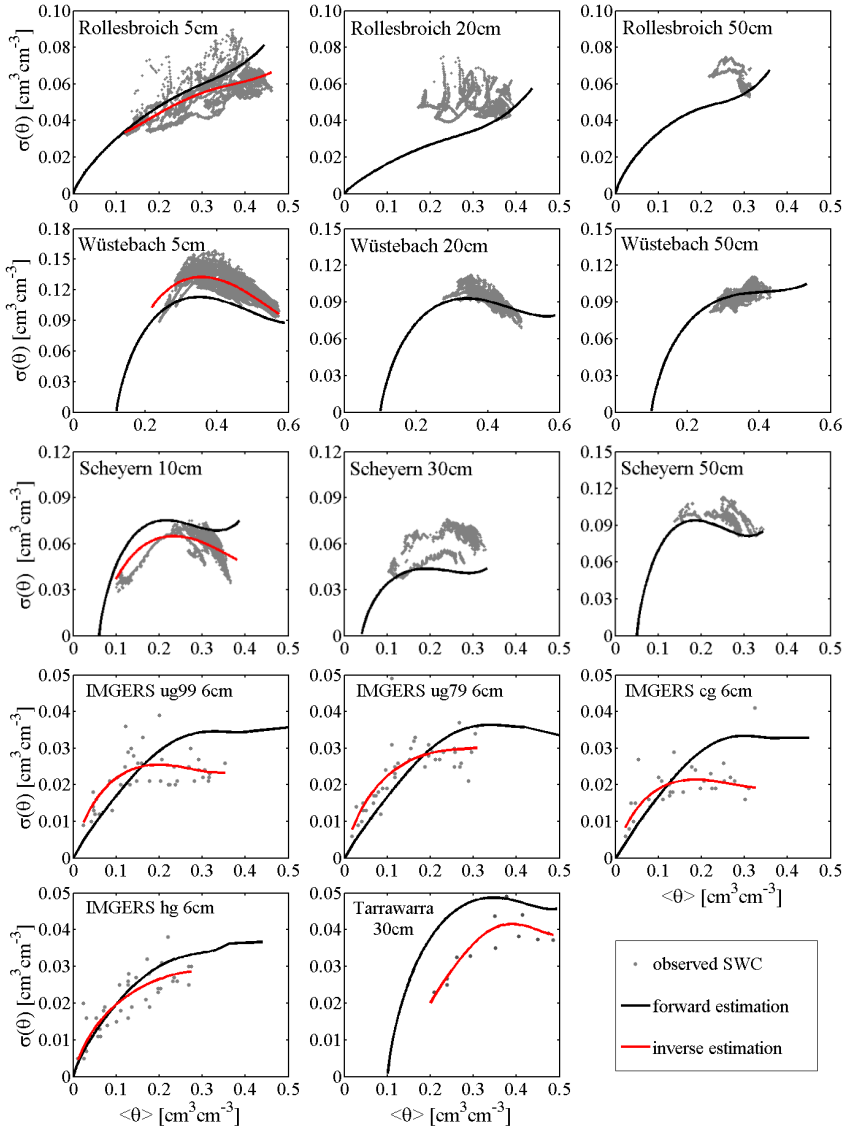 Rollesbroich 5cm
σ(θ) [cm³cm⁻³]
0.10
0.08
0.06
0.04
0.02
0
0 0.1 0.2 0.3 0.4 0.5
Rollesbroich 20cm
0.10
0.08
0.06
0.04
0.02
0
0 0.1 0.2 0.3 0.4 0.5
Rollesbroich 50cm
0.10
0.08
0.06
0.04
0.02
0
0 0.1 0.2 0.3 0.4 0.5
Wüstebach 5cm
σ(θ) [cm³cm⁻³]
0.18
0.15
0.12
0.09
0.06
0.03
0
0 0.2 0.4 0.6
Wüstebach 20cm
0.18
0.15
0.12
0.09
0.06
0.03
0
0 0.2 0.4 0.6
Wüstebach 50cm
0.18
0.15
0.12
0.09
0.06
0.03
0
0 0.2 0.4 0.6
Scheyern 10cm
σ(θ) [cm³cm⁻³]
0.12
0.09
0.06
0.03
0
0 0.1 0.2 0.3 0.4 0.5
Scheyern 30cm
0.12
0.09
0.06
0.03
0
0 0.1 0.2 0.3 0.4 0.5
Scheyern 50cm
0.15
0.12
0.09
0.06
0.03
0
0 0.1 0.2 0.3 0.4 0.5
IMGERS ug99 6cm
σ(θ) [cm³cm⁻³]
0.05
0.04
0.03
0.02
0.01
0
0 0.1 0.2 0.3 0.4 0.5
IMGERS ug79 6cm
0.05
0.04
0.03
0.02
0.01
0
0 0.1 0.2 0.3 0.4 0.5
IMGERS cg 6cm
0.05
0.04
0.03
0.02
0.01
0
0 0.1 0.2 0.3 0.4 0.5
<θ> [cm³cm⁻³]
IMGERS hg 6cm
σ(θ) [cm³cm⁻³]
0.05
0.04
0.03
0.02
0.01
0
0 0.1 0.2 0.3 0.4 0.5
<θ> [cm³cm⁻³]
Tarrawarra
30cm
0.05
0.04
0.03
0.02
0.01
0
0 0.1 0.2 0.3 0.4 0.5
<θ> [cm³cm⁻³]
observed SWC
forward estimation
inverse estimation